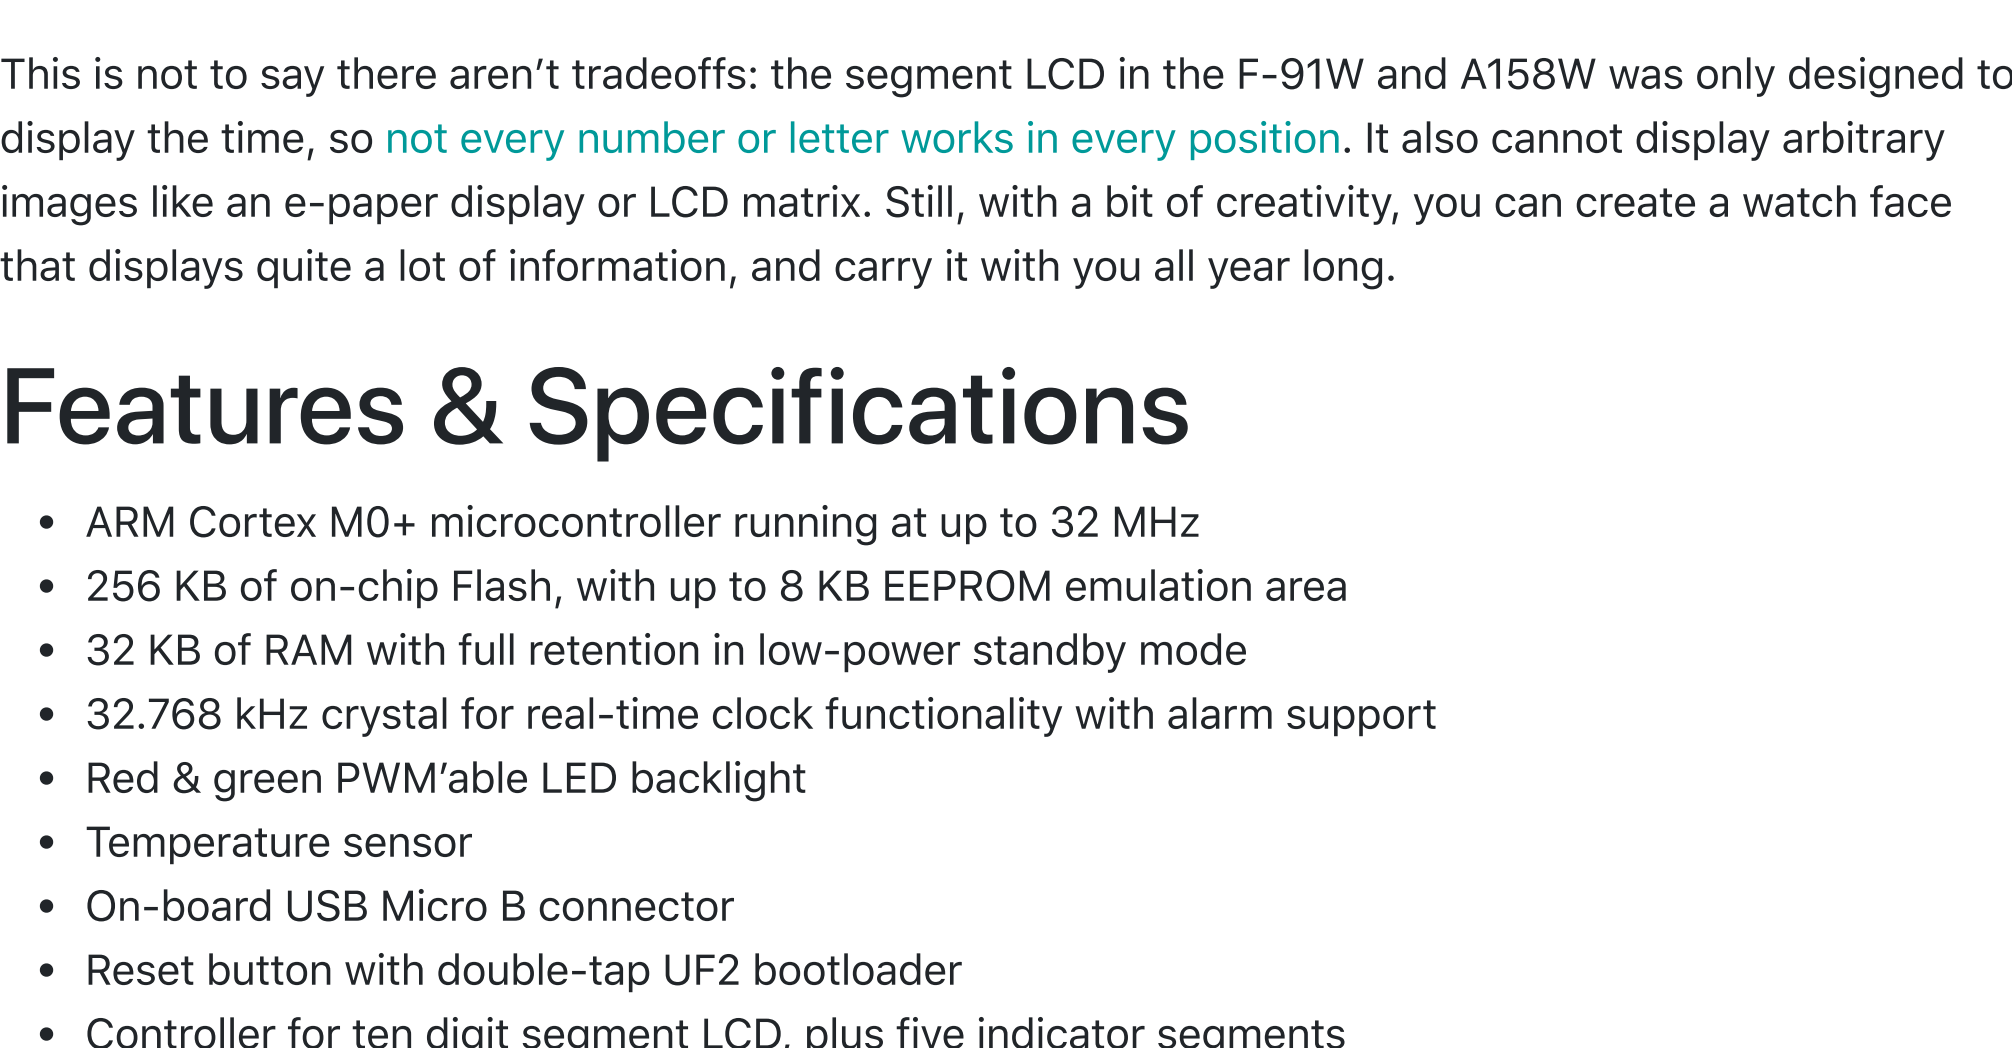 This is not to say there aren’t tradeoffs: the segment LCD in the F-91W and A158W was only designed to
display the time, so not every number or letter works in every position. It also cannot display arbitrary
images like an e-paper display or LCD matrix. Still, with a bit of creativity, you can create a watch face
that displays quite a lot of information, and carry it with you all year long.
Features & Specifications
• ARM Cortex M0+ microcontroller running at up to 32 MHz
• 256 KB of on-chip Flash, with up to 8 KB EEPROM emulation area
• 32 KB of RAM with full retention in low-power standby mode
• 32.768 kHz crystal for real-time clock functionality with alarm support
• Red & green PWM’able LED backlight
• Temperature sensor
• On-board USB Micro B connector
• Reset button with double-tap UF2 bootloader
• Controller for ten digit segment LCD, plus five indicator segments